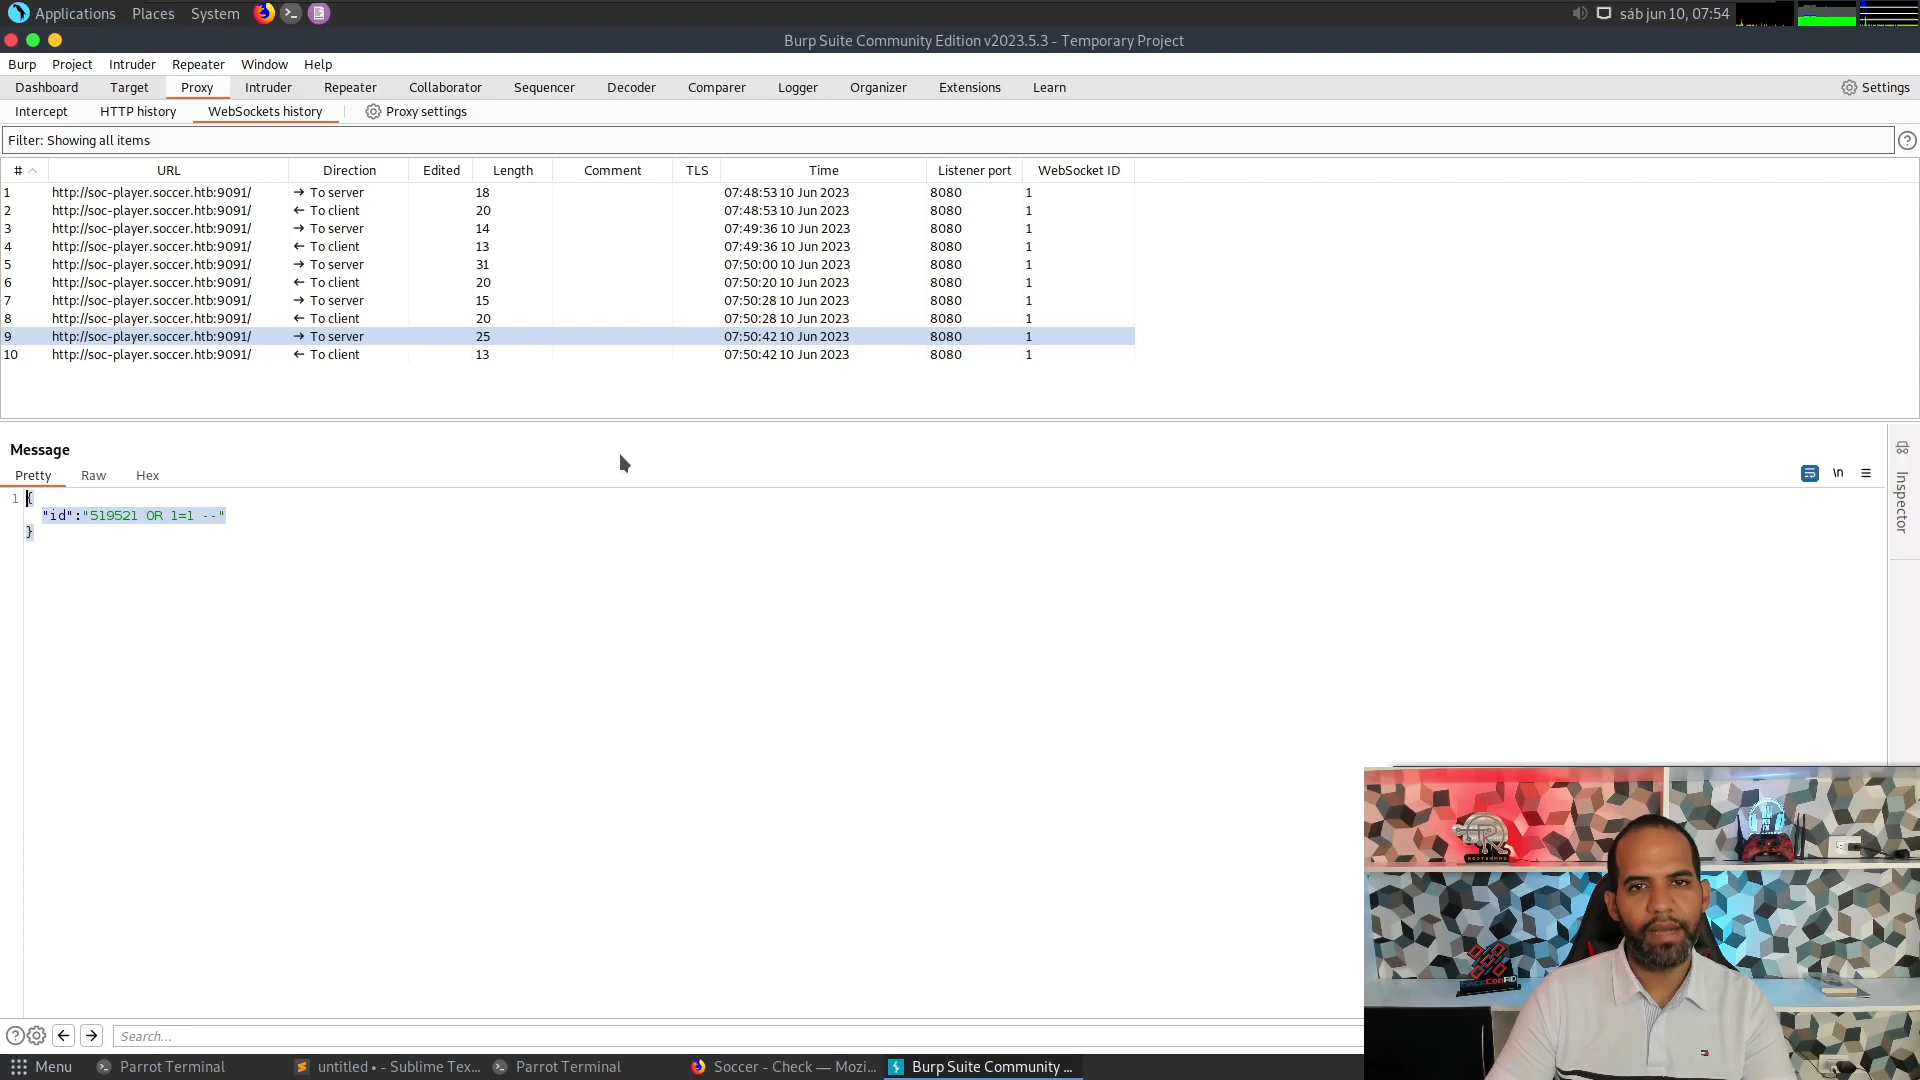 Applications Places System sáb jun 10, 07:54
Burp Suite Community Edition v2023.5.3 - Temporary Project
Burp Project Intruder Repeater Window Help
Dashboard Target Proxy Intruder Repeater Collaborator Sequencer Decoder Comparer Logger Organizer Extensions Learn Settings
Intercept HTTP history WebSockets history Proxy settings
Filter: Showing all items
# URL Direction Edited Length Comment TLS Time Listener port WebSocket ID
1 http://soc-player.soccer.htb:9091/ → To server 18 07:48:53 10 Jun 2023 8080 1
2 http://soc-player.soccer.htb:9091/ ← To client 20 07:48:53 10 Jun 2023 8080 1
3 http://soc-player.soccer.htb:9091/ → To server 14 07:49:36 10 Jun 2023 8080 1
4 http://soc-player.soccer.htb:9091/ ← To client 13 07:49:36 10 Jun 2023 8080 1
5 http://soc-player.soccer.htb:9091/ → To server 31 07:50:00 10 Jun 2023 8080 1
6 http://soc-player.soccer.htb:9091/ ← To client 20 07:50:20 10 Jun 2023 8080 1
7 http://soc-player.soccer.htb:9091/ → To server 15 07:50:28 10 Jun 2023 8080 1
8 http://soc-player.soccer.htb:9091/ ← To client 20 07:50:28 10 Jun 2023 8080 1
9 http://soc-player.soccer.htb:9091/ → To server 25 07:50:42 10 Jun 2023 8080 1
10 http://soc-player.soccer.htb:9091/ ← To client 13 07:50:42 10 Jun 2023 8080 1
Message
Pretty Raw Hex \n
Inspector
1 {
"id":"519521 OR 1=1 --"
}
Search...
Menu Parrot Terminal untitled • - Sublime Tex... Parrot Terminal Soccer - Check — Mozi... Burp Suite Community ...